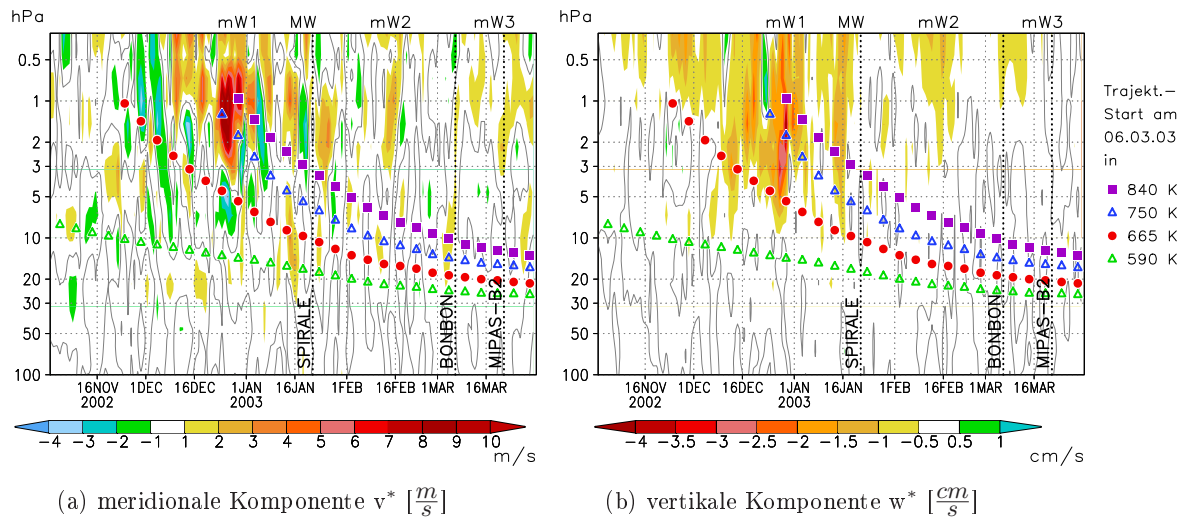 hPa mW1 MW mW2 mW3
0.5
1
2
3
5
10
20
30
50
100
SPIRALE
BONBON
MIPAS-B2
16NOV 1DEC 16DEC 1JAN 16JAN 1FEB 16FEB 1MAR 16MAR
2002 2003
-4 -3 -2 -1 1 2 3 4 5 6 7 8 9 10
m/s
(a) meridionale Komponente v* [m/s]
hPa mW1 MW mW2 mW3
0.5
1
2
3
5
10
20
30
50
100
SPIRALE
BONBON
MIPAS-B2
16NOV 1DEC 16DEC 1JAN 16JAN 1FEB 16FEB 1MAR 16MAR
2002 2003
-4 -3.5 -3 -2.5 -2 -1.5 -1 -0.5 0.5 1
cm/s
(b) vertikale Komponente w* [cm/s]
Trajekt.-
Start am
06.03.03
in
840 K
750 K
665 K
590 K